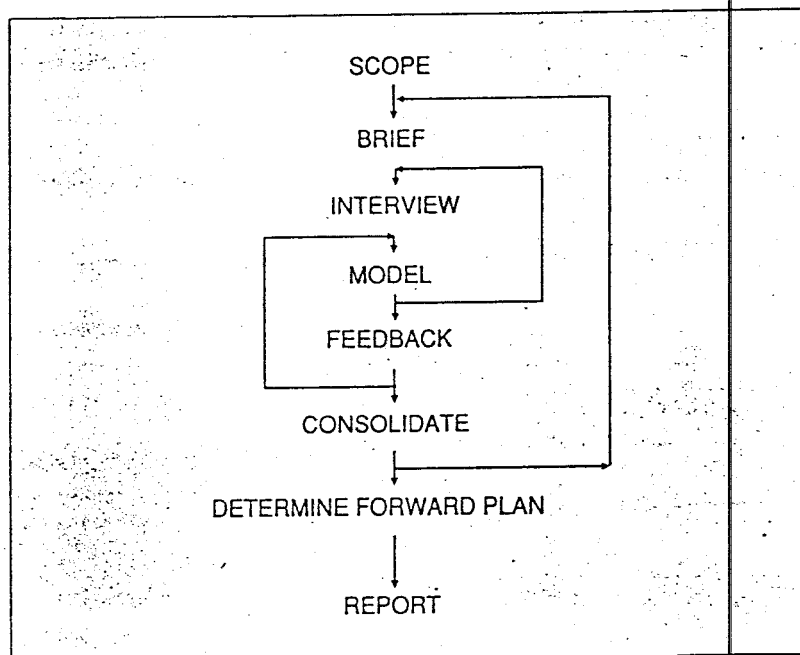 SCOPE
BRIEF
INTERVIEW
MODEL
FEEDBACK
CONSOLIDATE
DETERMINE FORWARD PLAN
REPORT